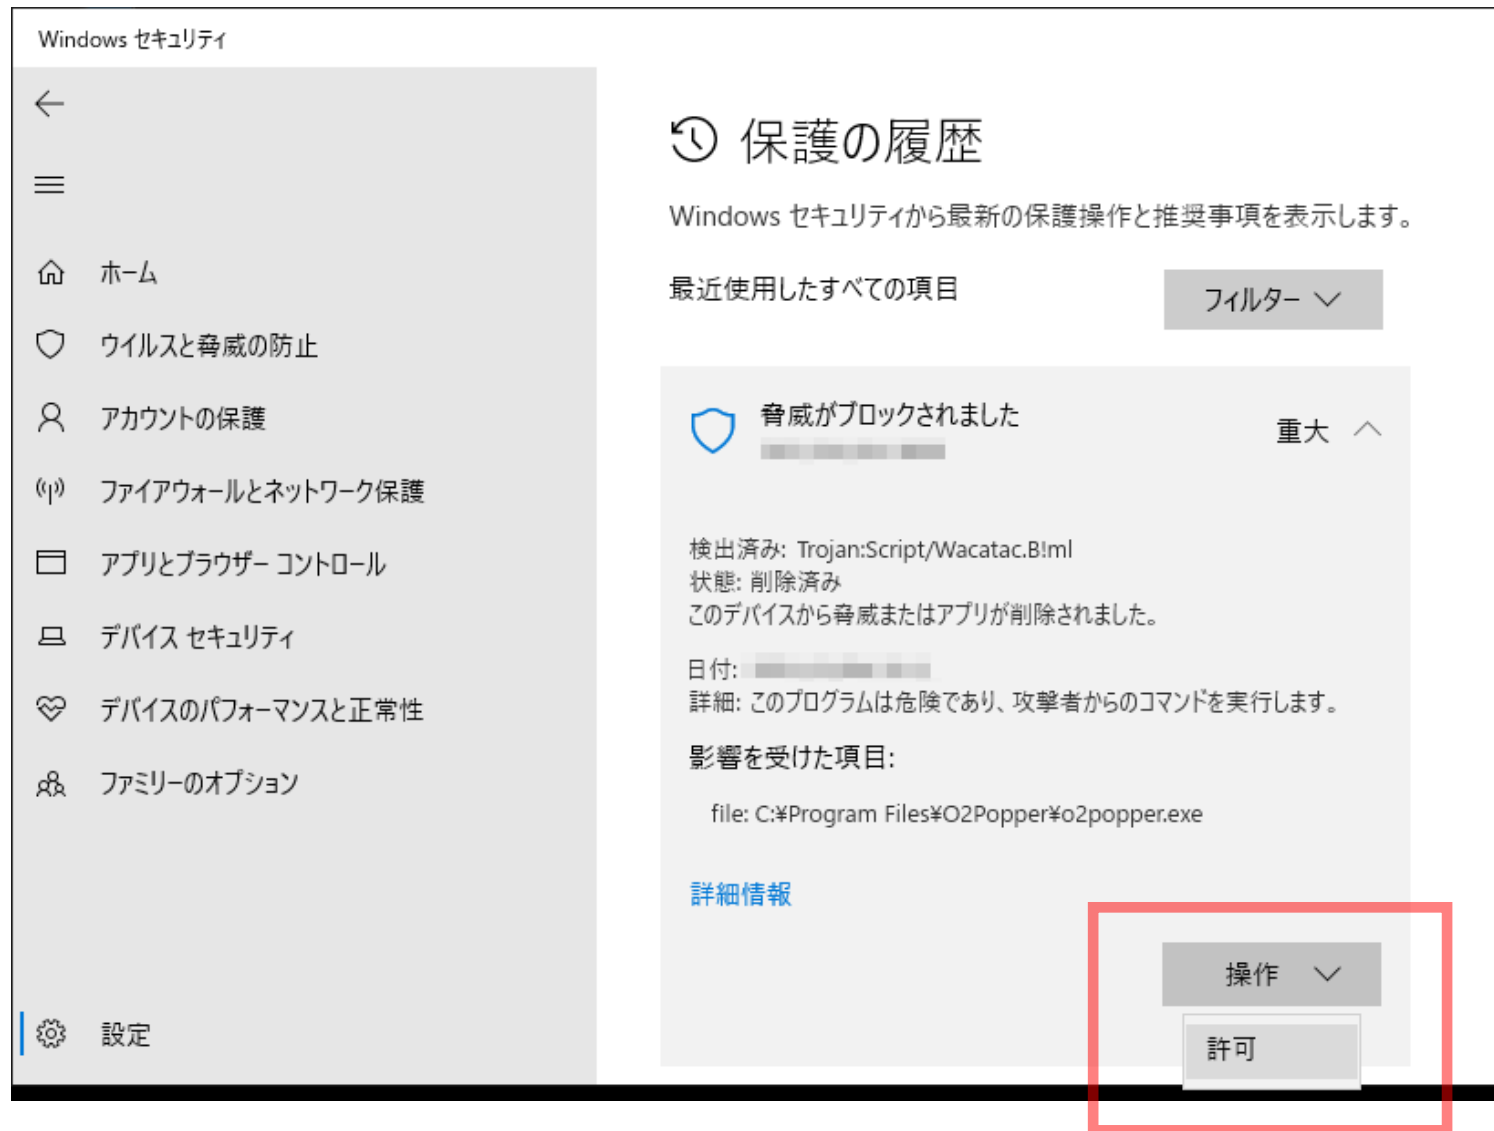 Windows セキュリティ
ホーム
ウイルスと脅威の防止
アカウントの保護
ファイアウォールとネットワーク保護
アプリとブラウザー コントロール
デバイス セキュリティ
デバイスのパフォーマンスと正常性
ファミリーのオプション
設定
保護の履歴
Windows セキュリティから最新の保護操作と推奨事項を表示します。
最近使用したすべての項目
フィルター
脅威がブロックされました
重大
検出済み: Trojan:Script/Wacatac.B!ml
状態: 削除済み
このデバイスから脅威またはアプリが削除されました。
日付:
詳細: このプログラムは危険であり、攻撃者からのコマンドを実行します。
影響を受けた項目:
file: C:¥Program Files¥O2Popper¥o2popper.exe
詳細情報
操作
許可